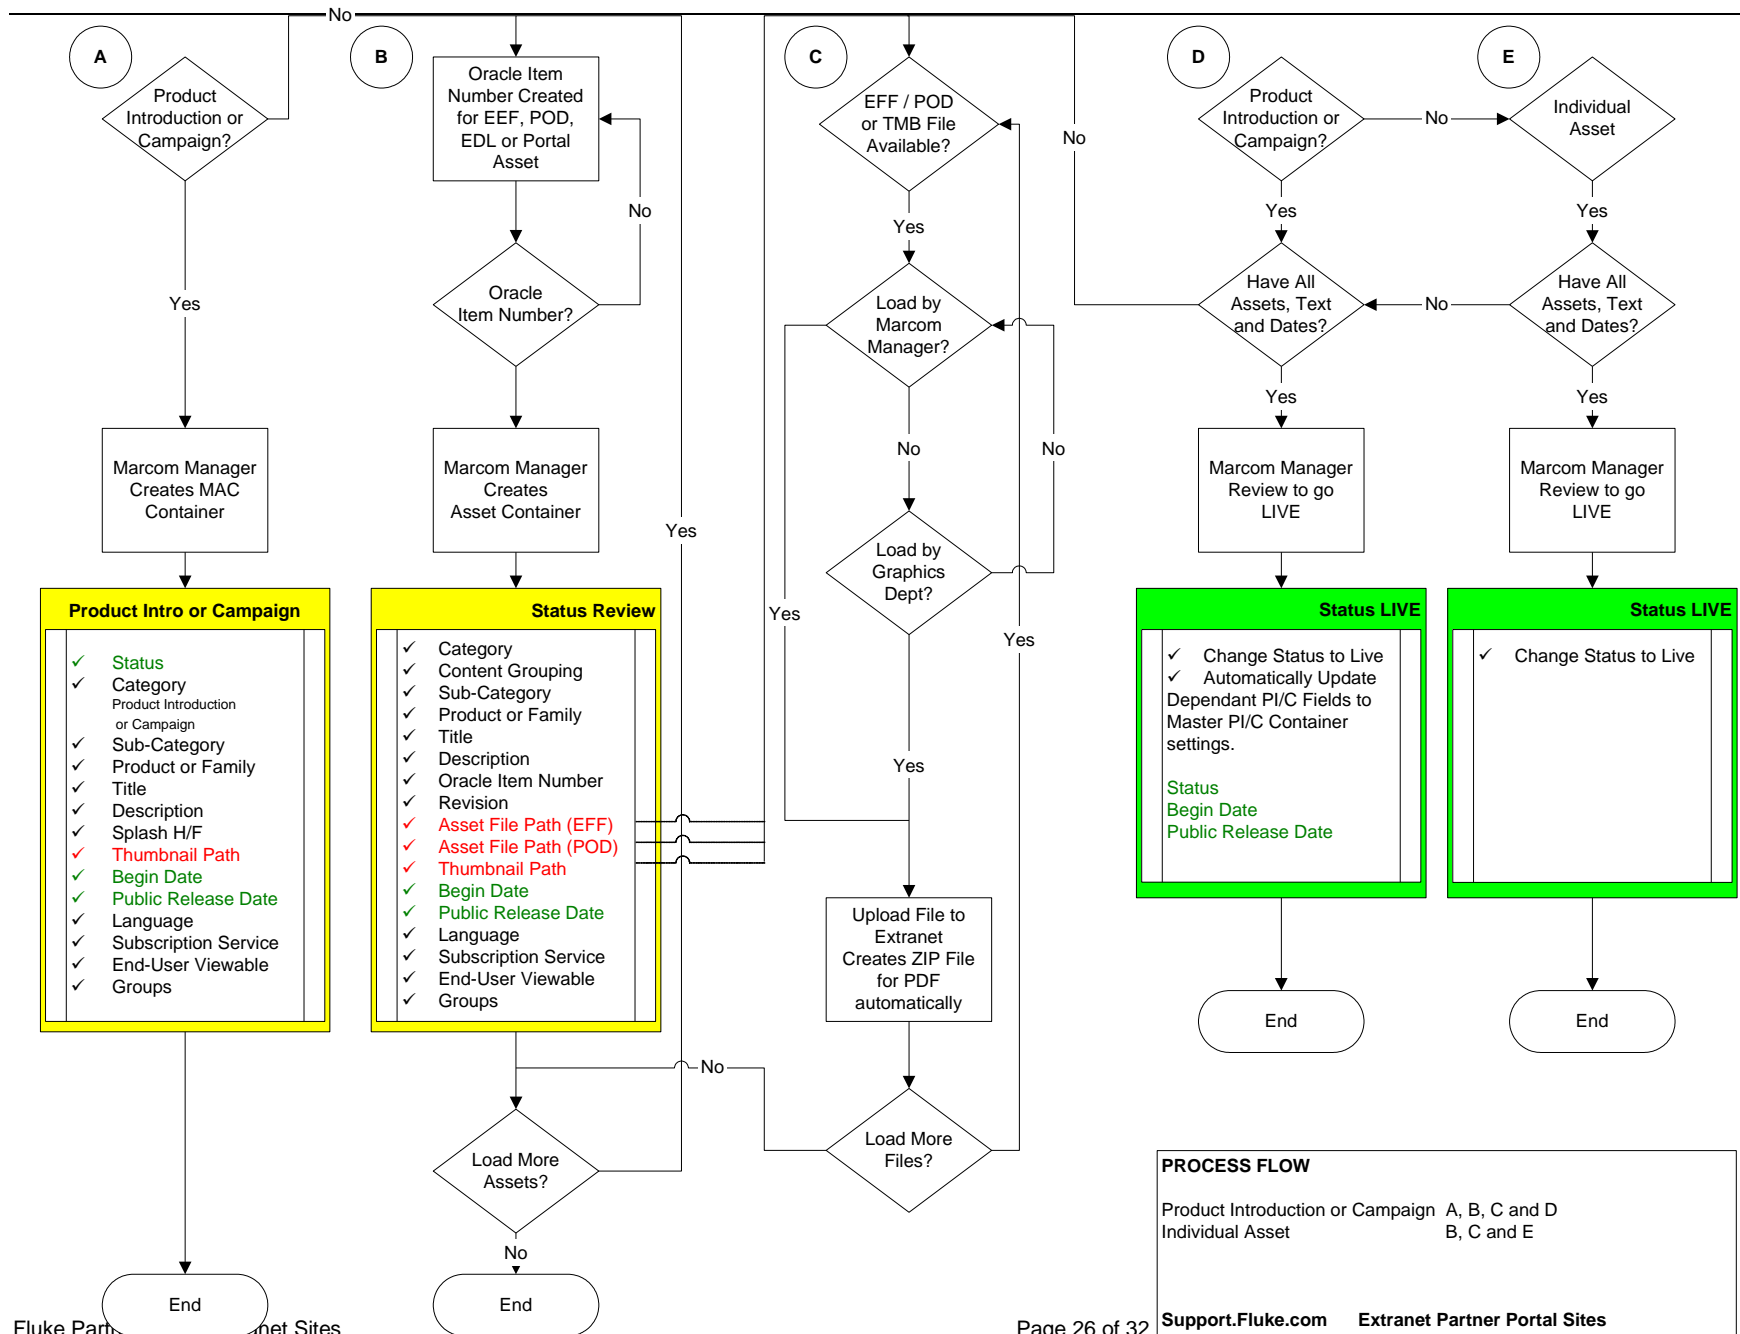 No
A
B
C
D
E
Product
Introduction or
Campaign?
Yes
Marcom Manager
Creates MAC
Container
Product Intro or Campaign
✓ Status
✓ Category
Product Introduction
or Campaign
✓ Sub-Category
✓ Product or Family
✓ Title
✓ Description
✓ Splash H/F
✓ Thumbnail Path
✓ Begin Date
✓ Public Release Date
✓ Language
✓ Subscription Service
✓ End-User Viewable
✓ Groups
End
Oracle Item
Number Created
for EEF, POD,
EDL or Portal
Asset
No
Oracle
Item Number?
Marcom Manager
Creates
Asset Container
Yes
Status Review
✓ Category
✓ Content Grouping
✓ Sub-Category
✓ Product or Family
✓ Title
✓ Description
✓ Oracle Item Number
✓ Revision
✓ Asset File Path (EFF)
✓ Asset File Path (POD)
✓ Thumbnail Path
✓ Begin Date
✓ Public Release Date
✓ Language
✓ Subscription Service
✓ End-User Viewable
✓ Groups
No
Load More
Assets?
No
End
EFF / POD
or TMB File
Available?
Yes
Load by
Marcom
Manager?
No
No
Load by
Graphics
Dept?
Yes
Yes
Yes
Upload File to
Extranet
Creates ZIP File
for PDF
automatically
Load More
Files?
No
Product
Introduction or
Campaign?
No
Individual
Asset
Yes
Yes
Have All
Assets, Text
and Dates?
No
Have All
Assets, Text
and Dates?
Yes
Yes
Marcom Manager
Review to go
LIVE
Marcom Manager
Review to go
LIVE
Status LIVE
✓ Change Status to Live
✓ Automatically Update
Dependant PI/C Fields to
Master PI/C Container
settings.
Status
Begin Date
Public Release Date
End
Status LIVE
✓ Change Status to Live
End
PROCESS FLOW
Product Introduction or Campaign A, B, C and D
Individual Asset B, C and E
Support.Fluke.com Extranet Partner Portal Sites
Fluke Sites
Page 26 of 32